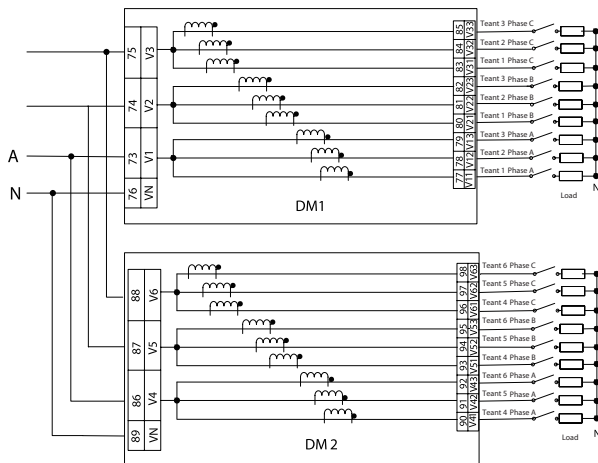 75 V3
74 V2
A
73 V1
N
76 VN
DM1
85 V33 Teant 3 Phase C
84 V32 Teant 2 Phase C
83 V31 Teant 1 Phase C
82 V23 Teant 3 Phase B
81 V22 Teant 2 Phase B
80 V21 Teant 1 Phase B
79 V13 Teant 3 Phase A
78 V12 Teant 2 Phase A
77 V11 Teant 1 Phase A
Load
N
88 V6
87 V5
86 V4
89 VN
DM 2
98 V63 Teant 6 Phase C
97 V62 Teant 5 Phase C
96 V61 Teant 4 Phase C
95 V53 Teant 6 Phase B
94 V52 Teant 5 Phase B
93 V51 Teant 4 Phase B
92 V43 Teant 6 Phase A
91 V42 Teant 5 Phase A
90 V41 Teant 4 Phase A
Load
N